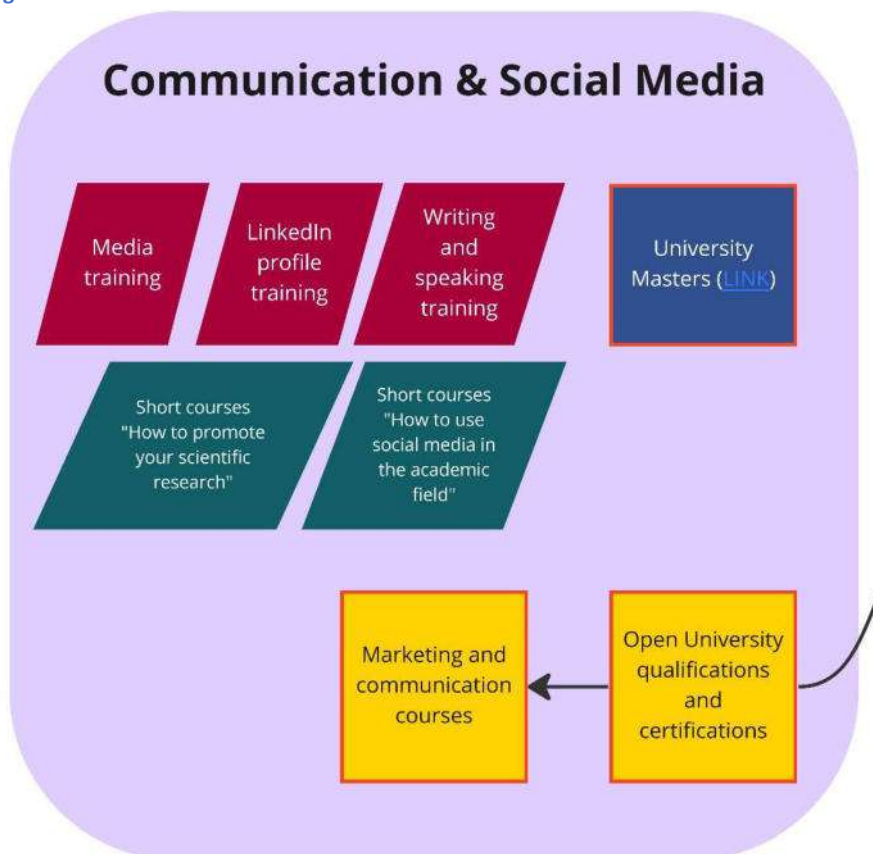 Communication & Social Media
Media
training
LinkedIn
profile
training
Writing
and
speaking
training
University
Masters (LINK)
Short courses
"How to promote
your scientific
research"
Short courses
"How to use
social media in
the academic
field"
Marketing and
communication
courses
Open University
qualifications
and
certifications